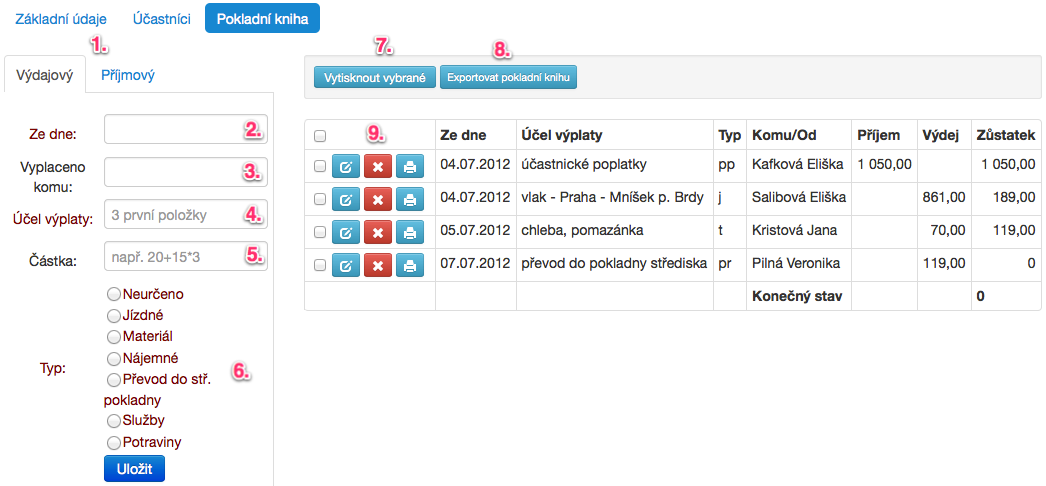 Základní údaje Účastníci Pokladní kniha
1. 7. 8.
Výdajový Příjmový
Vytisknout vybrané Exportovat pokladní knihu
Ze dne: 2.
Vyplaceno komu: 3.
Účel výplaty: 3 první položky 4.
Částka: např. 20+15*3 5.
Typ: 6.
Neurčeno
Jízdné
Materiál
Nájemné
Převod do stř. pokladny
Služby
Potraviny
Uložit
9. Ze dne Účel výplaty Typ Komu/Od Příjem Výdej Zůstatek
04.07.2012 účastnické poplatky pp Kafková Eliška 1 050,00 1 050,00
04.07.2012 vlak - Praha - Mníšek p. Brdy j Salibová Eliška 861,00 189,00
05.07.2012 chleba, pomazánka t Kristová Jana 70,00 119,00
07.07.2012 převod do pokladny střediska pr Pilná Veronika 119,00 0
Konečný stav 0